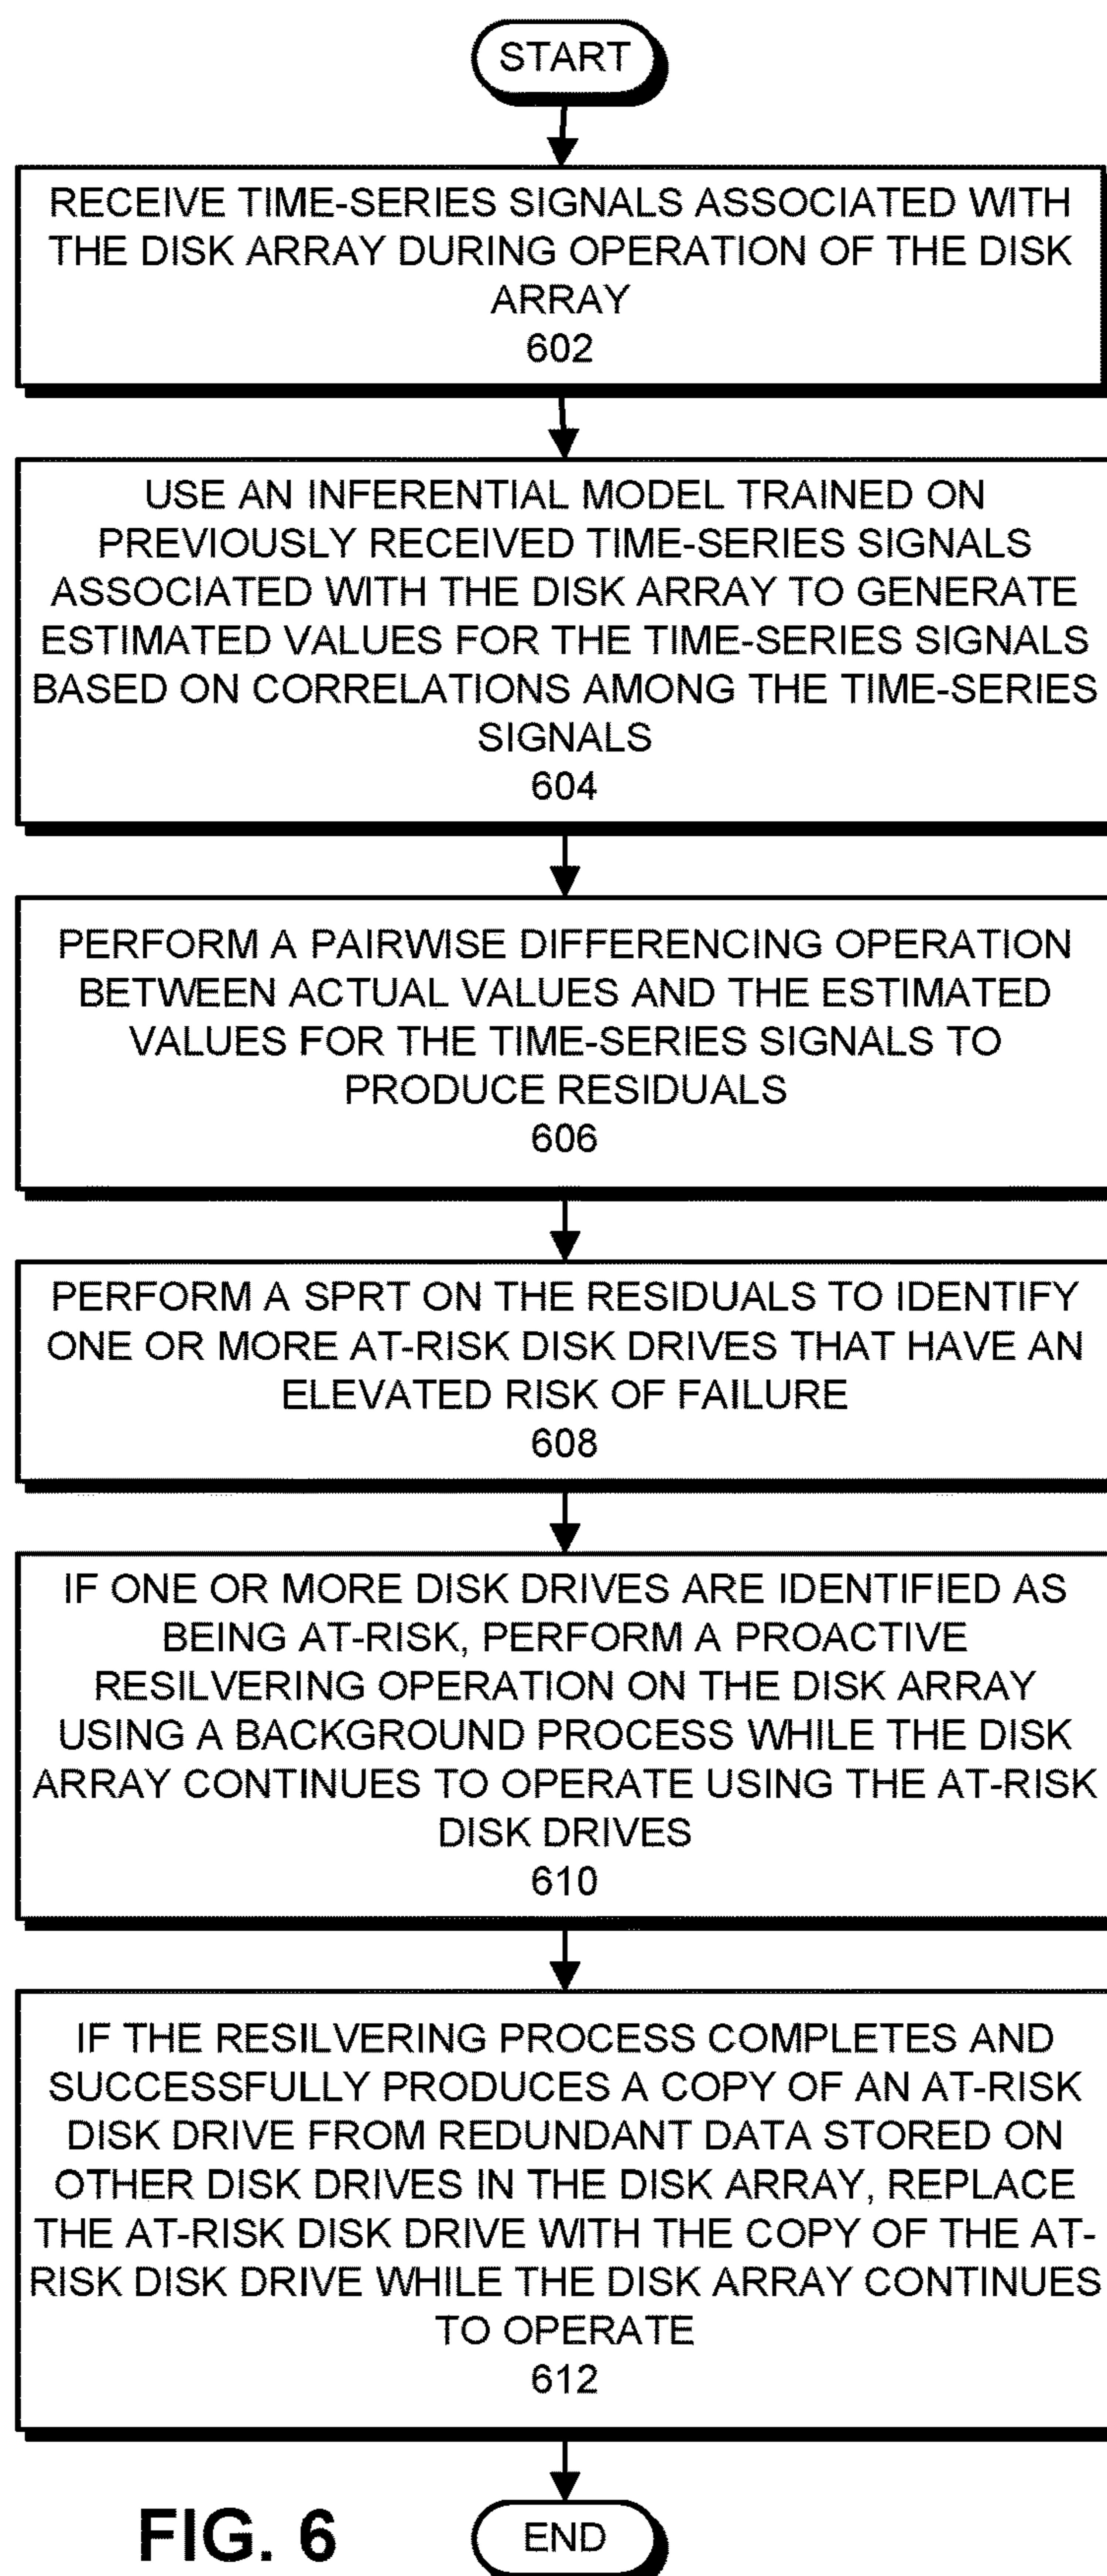 START
RECEIVE TIME-SERIES SIGNALS ASSOCIATED WITH
THE DISK ARRAY DURING OPERATION OF THE DISK
ARRAY
602
USE AN INFERENTIAL MODEL TRAINED ON
PREVIOUSLY RECEIVED TIME-SERIES SIGNALS
ASSOCIATED WITH THE DISK ARRAY TO GENERATE
ESTIMATED VALUES FOR THE TIME-SERIES SIGNALS
BASED ON CORRELATIONS AMONG THE TIME-SERIES
SIGNALS
604
PERFORM A PAIRWISE DIFFERENCING OPERATION
BETWEEN ACTUAL VALUES AND THE ESTIMATED
VALUES FOR THE TIME-SERIES SIGNALS TO
PRODUCE RESIDUALS
606
PERFORM A SPRT ON THE RESIDUALS TO IDENTIFY
ONE OR MORE AT-RISK DISK DRIVES THAT HAVE AN
ELEVATED RISK OF FAILURE
608
IF ONE OR MORE DISK DRIVES ARE IDENTIFIED AS
BEING AT-RISK, PERFORM A PROACTIVE
RESILVERING OPERATION ON THE DISK ARRAY
USING A BACKGROUND PROCESS WHILE THE DISK
ARRAY CONTINUES TO OPERATE USING THE AT-RISK
DISK DRIVES
610
IF THE RESILVERING PROCESS COMPLETES AND
SUCCESSFULLY PRODUCES A COPY OF AN AT-RISK
DISK DRIVE FROM REDUNDANT DATA STORED ON
OTHER DISK DRIVES IN THE DISK ARRAY, REPLACE
THE AT-RISK DISK DRIVE WITH THE COPY OF THE AT-
RISK DISK DRIVE WHILE THE DISK ARRAY CONTINUES
TO OPERATE
612
END
FIG. 6